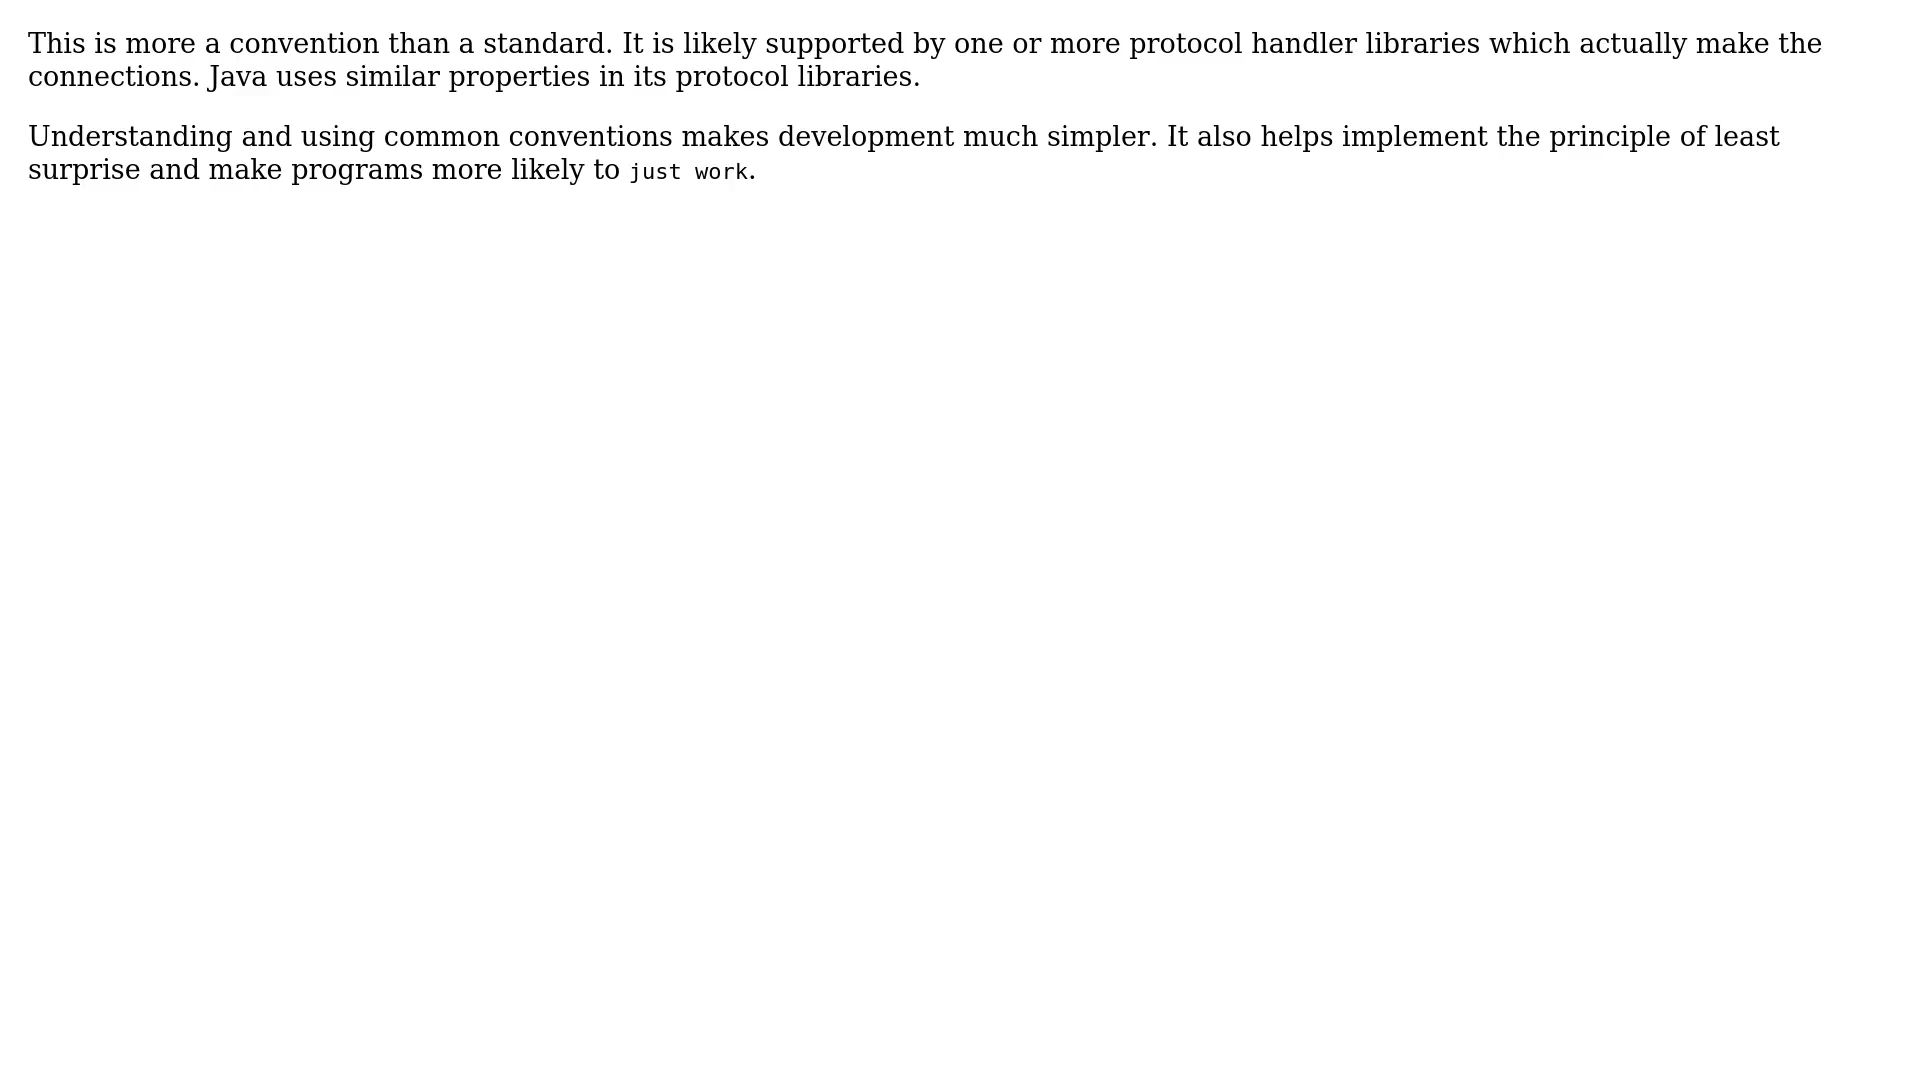 This is more a convention than a standard. It is likely supported by one or more protocol handler libraries which actually make the
connections. Java uses similar properties in its protocol libraries.
Understanding and using common conventions makes development much simpler. It also helps implement the principle of least
surprise and make programs more likely to just work.